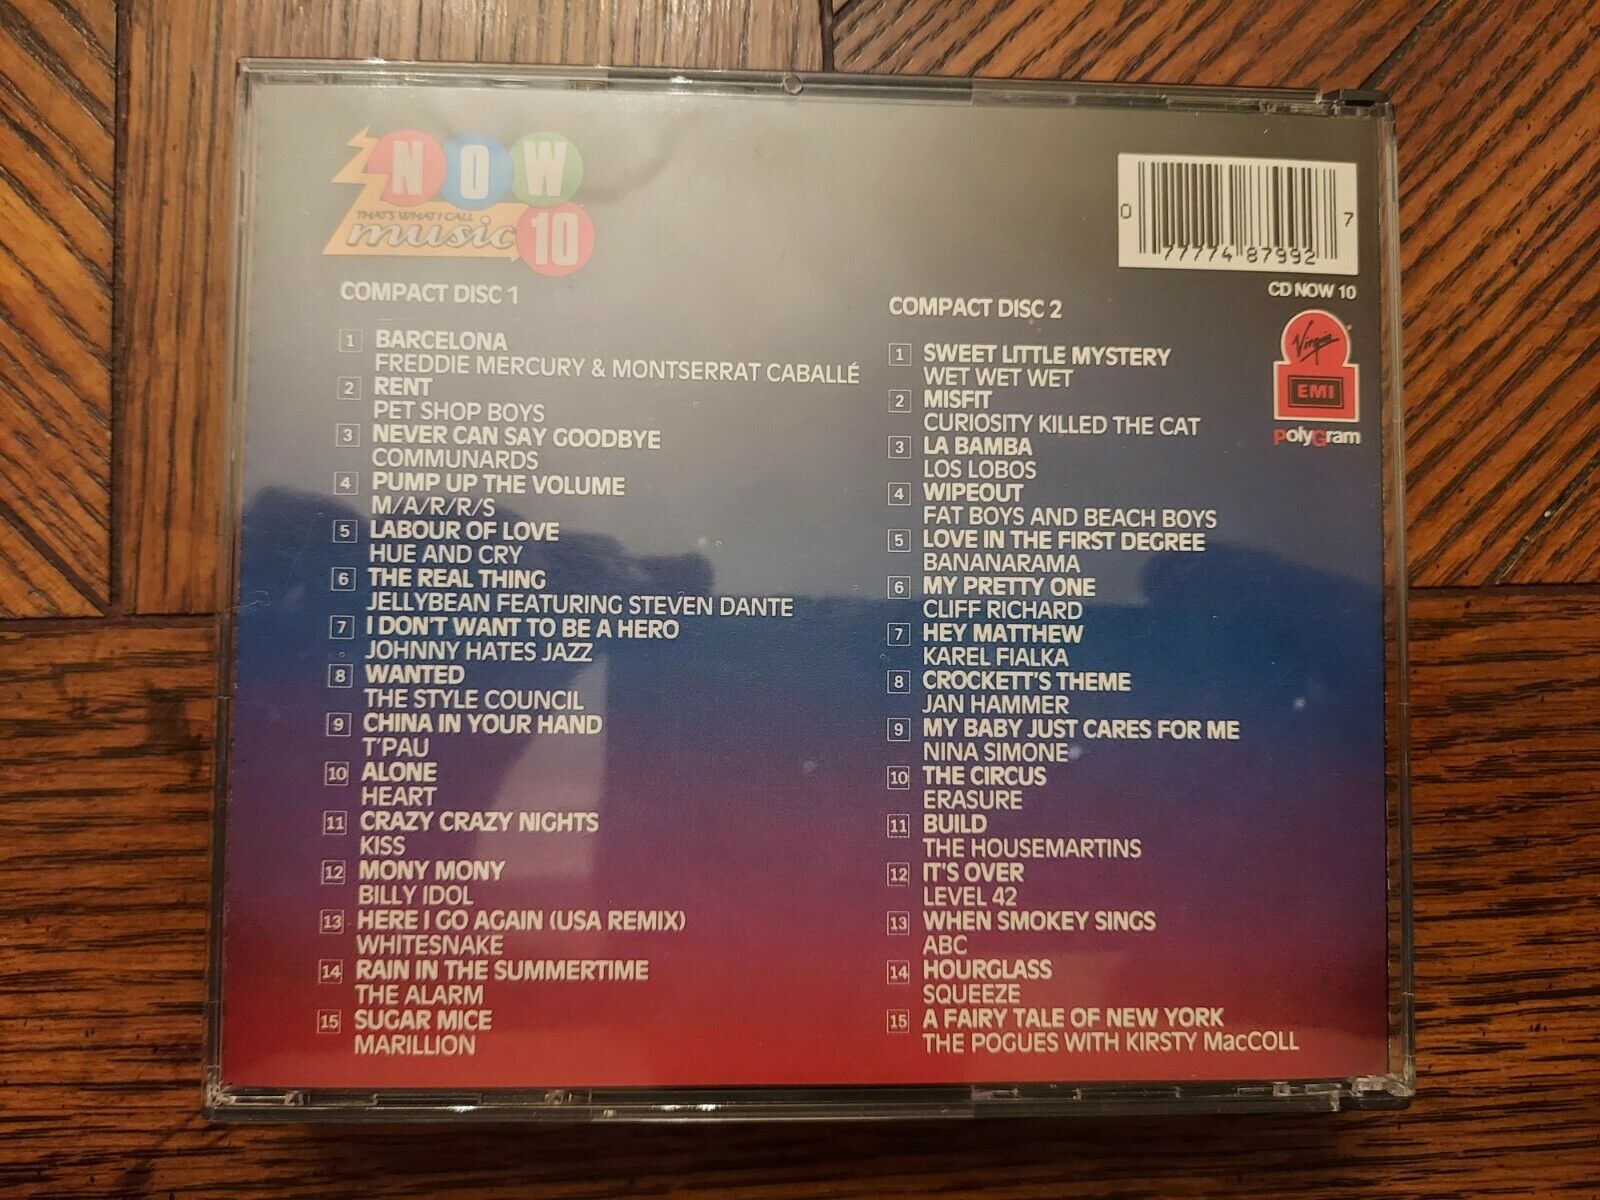 NOW
THAT'S WHAT I CALL
music 10
0 77774 87992 7
CD NOW 10
Virgin
EMI
PolyGram
COMPACT DISC 1
1 BARCELONA
FREDDIE MERCURY & MONTSERRAT CABALLÉ
2 RENT
PET SHOP BOYS
3 NEVER CAN SAY GOODBYE
COMMUNARDS
4 PUMP UP THE VOLUME
M/A/R/R/S
5 LABOUR OF LOVE
HUE AND CRY
6 THE REAL THING
JELLYBEAN FEATURING STEVEN DANTE
7 I DON'T WANT TO BE A HERO
JOHNNY HATES JAZZ
8 WANTED
THE STYLE COUNCIL
9 CHINA IN YOUR HAND
T'PAU
10 ALONE
HEART
11 CRAZY CRAZY NIGHTS
KISS
12 MONY MONY
BILLY IDOL
13 HERE I GO AGAIN (USA REMIX)
WHITESNAKE
14 RAIN IN THE SUMMERTIME
THE ALARM
15 SUGAR MICE
MARILLION
COMPACT DISC 2
1 SWEET LITTLE MYSTERY
WET WET WET
2 MISFIT
CURIOSITY KILLED THE CAT
3 LA BAMBA
LOS LOBOS
4 WIPEOUT
FAT BOYS AND BEACH BOYS
5 LOVE IN THE FIRST DEGREE
BANANARAMA
6 MY PRETTY ONE
CLIFF RICHARD
7 HEY MATTHEW
KAREL FIALKA
8 CROCKETT'S THEME
JAN HAMMER
9 MY BABY JUST CARES FOR ME
NINA SIMONE
10 THE CIRCUS
ERASURE
11 BUILD
THE HOUSEMARTINS
12 IT'S OVER
LEVEL 42
13 WHEN SMOKEY SINGS
ABC
14 HOURGLASS
SQUEEZE
15 A FAIRY TALE OF NEW YORK
THE POGUES WITH KIRSTY MacCOLL